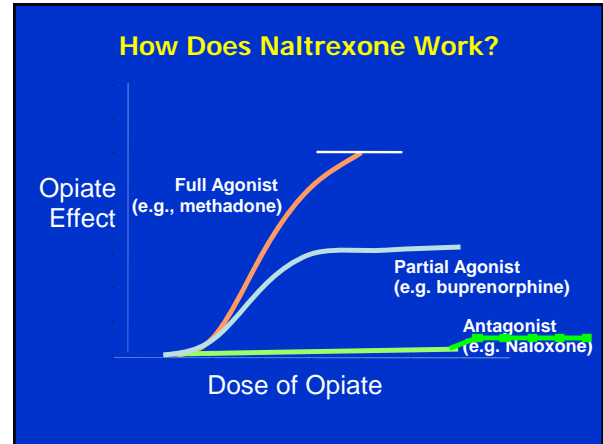 How Does Naltrexone Work?
Opiate
Effect
Full Agonist
(e.g., methadone)
Partial Agonist
(e.g. buprenorphine)
Antagonist
(e.g. Naloxone)
Dose of Opiate